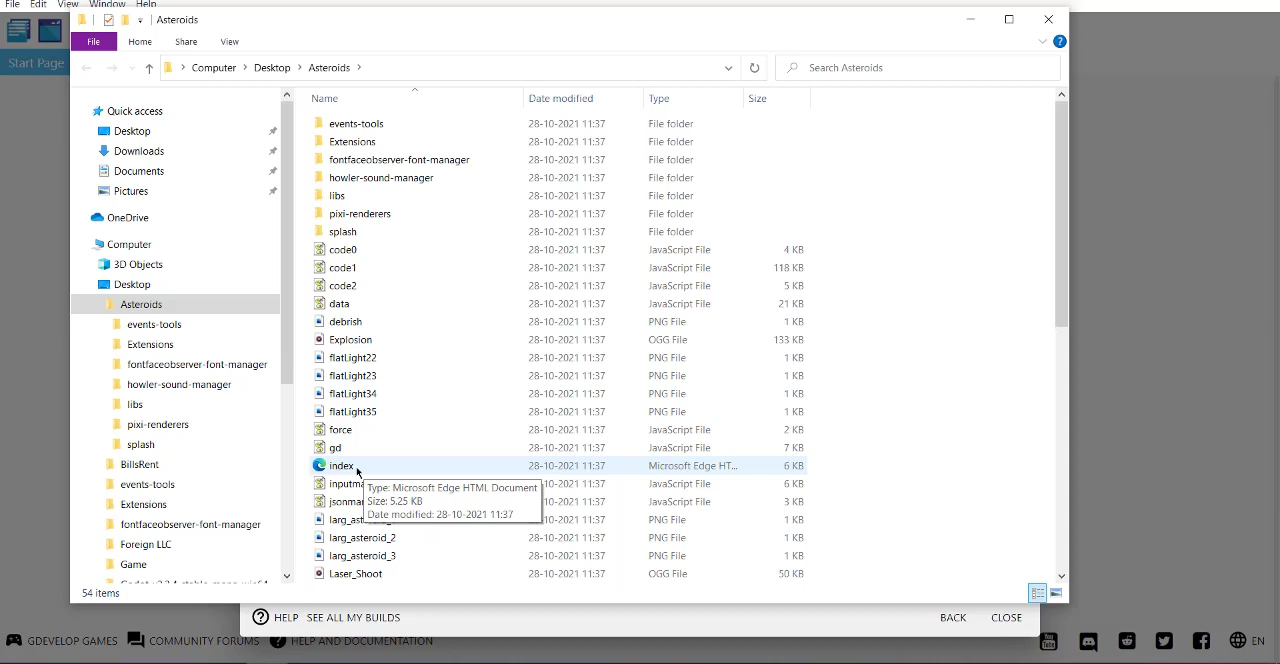 File Edit View Window Help
Asteroids
File Home Share View
Computer Desktop Asteroids
Search Asteroids
Start Page
Name Date modified Type Size
Quick access
Desktop
Downloads
Documents
Pictures
OneDrive
Computer
3D Objects
Desktop
Asteroids
events-tools
Extensions
fontfaceobserver-font-manager
howler-sound-manager
libs
pixi-renderers
splash
BillsRent
events-tools
Extensions
fontfaceobserver-font-manager
Foreign LLC
Game
events-tools 28-10-2021 11:37 File folder
Extensions 28-10-2021 11:37 File folder
fontfaceobserver-font-manager 28-10-2021 11:37 File folder
howler-sound-manager 28-10-2021 11:37 File folder
libs 28-10-2021 11:37 File folder
pixi-renderers 28-10-2021 11:37 File folder
splash 28-10-2021 11:37 File folder
code0 28-10-2021 11:37 JavaScript File 4 KB
code1 28-10-2021 11:37 JavaScript File 118 KB
code2 28-10-2021 11:37 JavaScript File 5 KB
data 28-10-2021 11:37 JavaScript File 21 KB
debrish 28-10-2021 11:37 PNG File 1 KB
Explosion 28-10-2021 11:37 OGG File 133 KB
flatLight22 28-10-2021 11:37 PNG File 1 KB
flatLight23 28-10-2021 11:37 PNG File 1 KB
flatLight34 28-10-2021 11:37 PNG File 1 KB
flatLight35 28-10-2021 11:37 PNG File 1 KB
force 28-10-2021 11:37 JavaScript File 2 KB
gd 28-10-2021 11:37 JavaScript File 7 KB
index 28-10-2021 11:37 Microsoft Edge HT... 6 KB
28-10-2021 11:37 JavaScript File 6 KB
28-10-2021 11:37 JavaScript File 3 KB
28-10-2021 11:37 PNG File 1 KB
larg_asteroid_2 28-10-2021 11:37 PNG File 1 KB
larg_asteroid_3 28-10-2021 11:37 PNG File 1 KB
Laser_Shoot 28-10-2021 11:37 OGG File 50 KB
Type: Microsoft Edge HTML Document
Size: 5.25 KB
Date modified: 28-10-2021 11:37
54 items
HELP SEE ALL MY BUILDS BACK CLOSE
GDEVELOP GAMES COMMUNITY FORUMS HELP AND DOCUMENTATION EN